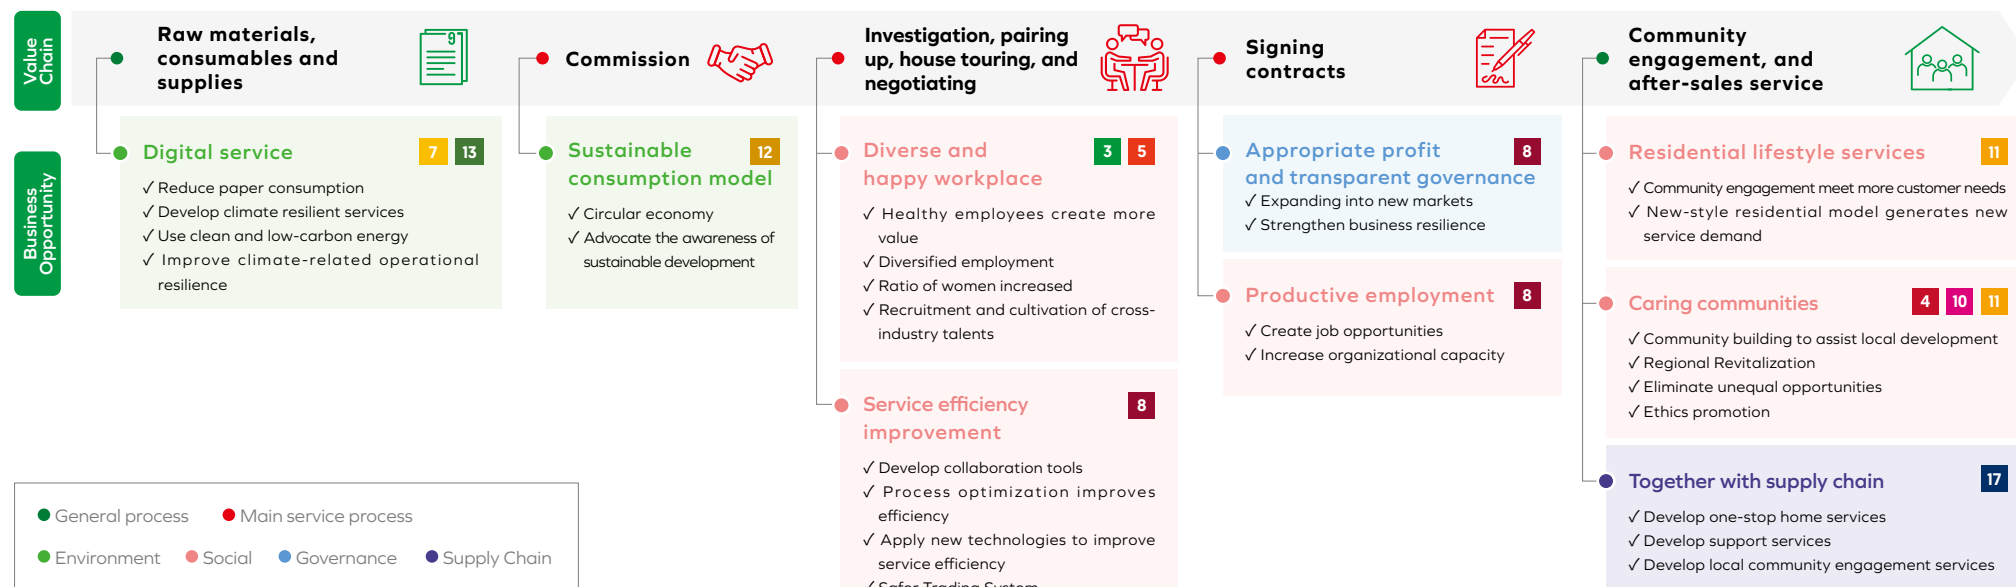 Value
Chain
Raw materials,
consumables and
supplies
Commission
Investigation, pairing
up, house touring, and
negotiating
Signing
contracts
Community
engagement, and
after-sales service
Business
Opportunity
Digital service
7 13
✓ Reduce paper consumption
✓ Develop climate resilient services
✓ Use clean and low-carbon energy
✓ Improve climate-related operational
resilience
Sustainable
consumption model
12
✓ Circular economy
✓ Advocate the awareness of
sustainable development
Diverse and
happy workplace
3 5
✓ Healthy employees create more
value
✓ Diversified employment
✓ Ratio of women increased
✓ Recruitment and cultivation of cross-
industry talents
Service efficiency
improvement
8
✓ Develop collaboration tools
✓ Process optimization improves
efficiency
✓ Apply new technologies to improve
service efficiency
✓ Safer Trading System
Appropriate profit
and transparent governance
8
✓ Expanding into new markets
✓ Strengthen business resilience
Productive employment
8
✓ Create job opportunities
✓ Increase organizational capacity
Residential lifestyle services
11
✓ Community engagement meet more customer needs
✓ New-style residential model generates new
service demand
Caring communities
4 10 11
✓ Community building to assist local development
✓ Regional Revitalization
✓ Eliminate unequal opportunities
✓ Ethics promotion
Together with supply chain
17
✓ Develop one-stop home services
✓ Develop support services
✓ Develop local community engagement services
General process
Main service process
Environment
Social
Governance
Supply Chain